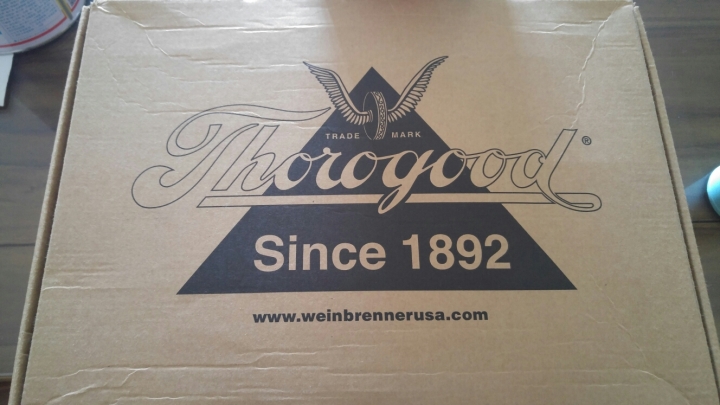 TRADE MARK
Thorogood®
Since 1892
www.weinbrennerusa.com